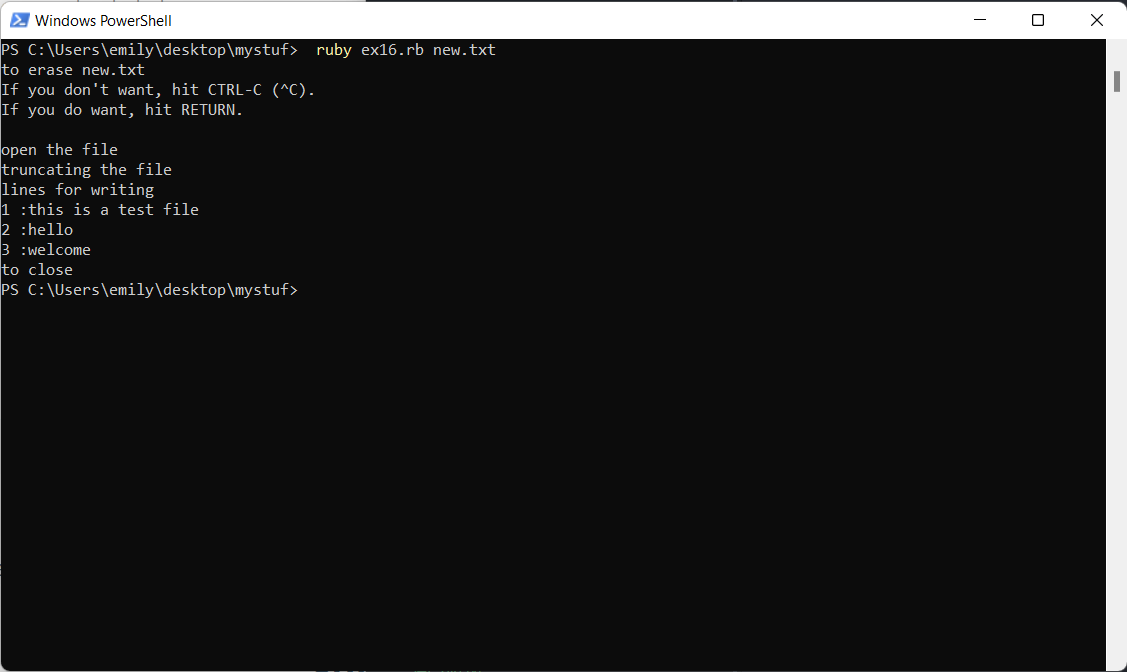 Windows PowerShell
PS C:\Users\emily\desktop\mystuf>  ruby ex16.rb new.txt
to erase new.txt
If you don't want, hit CTRL-C (^C).
If you do want, hit RETURN.

open the file
truncating the file
lines for writing
1 :this is a test file
2 :hello
3 :welcome
to close
PS C:\Users\emily\desktop\mystuf>